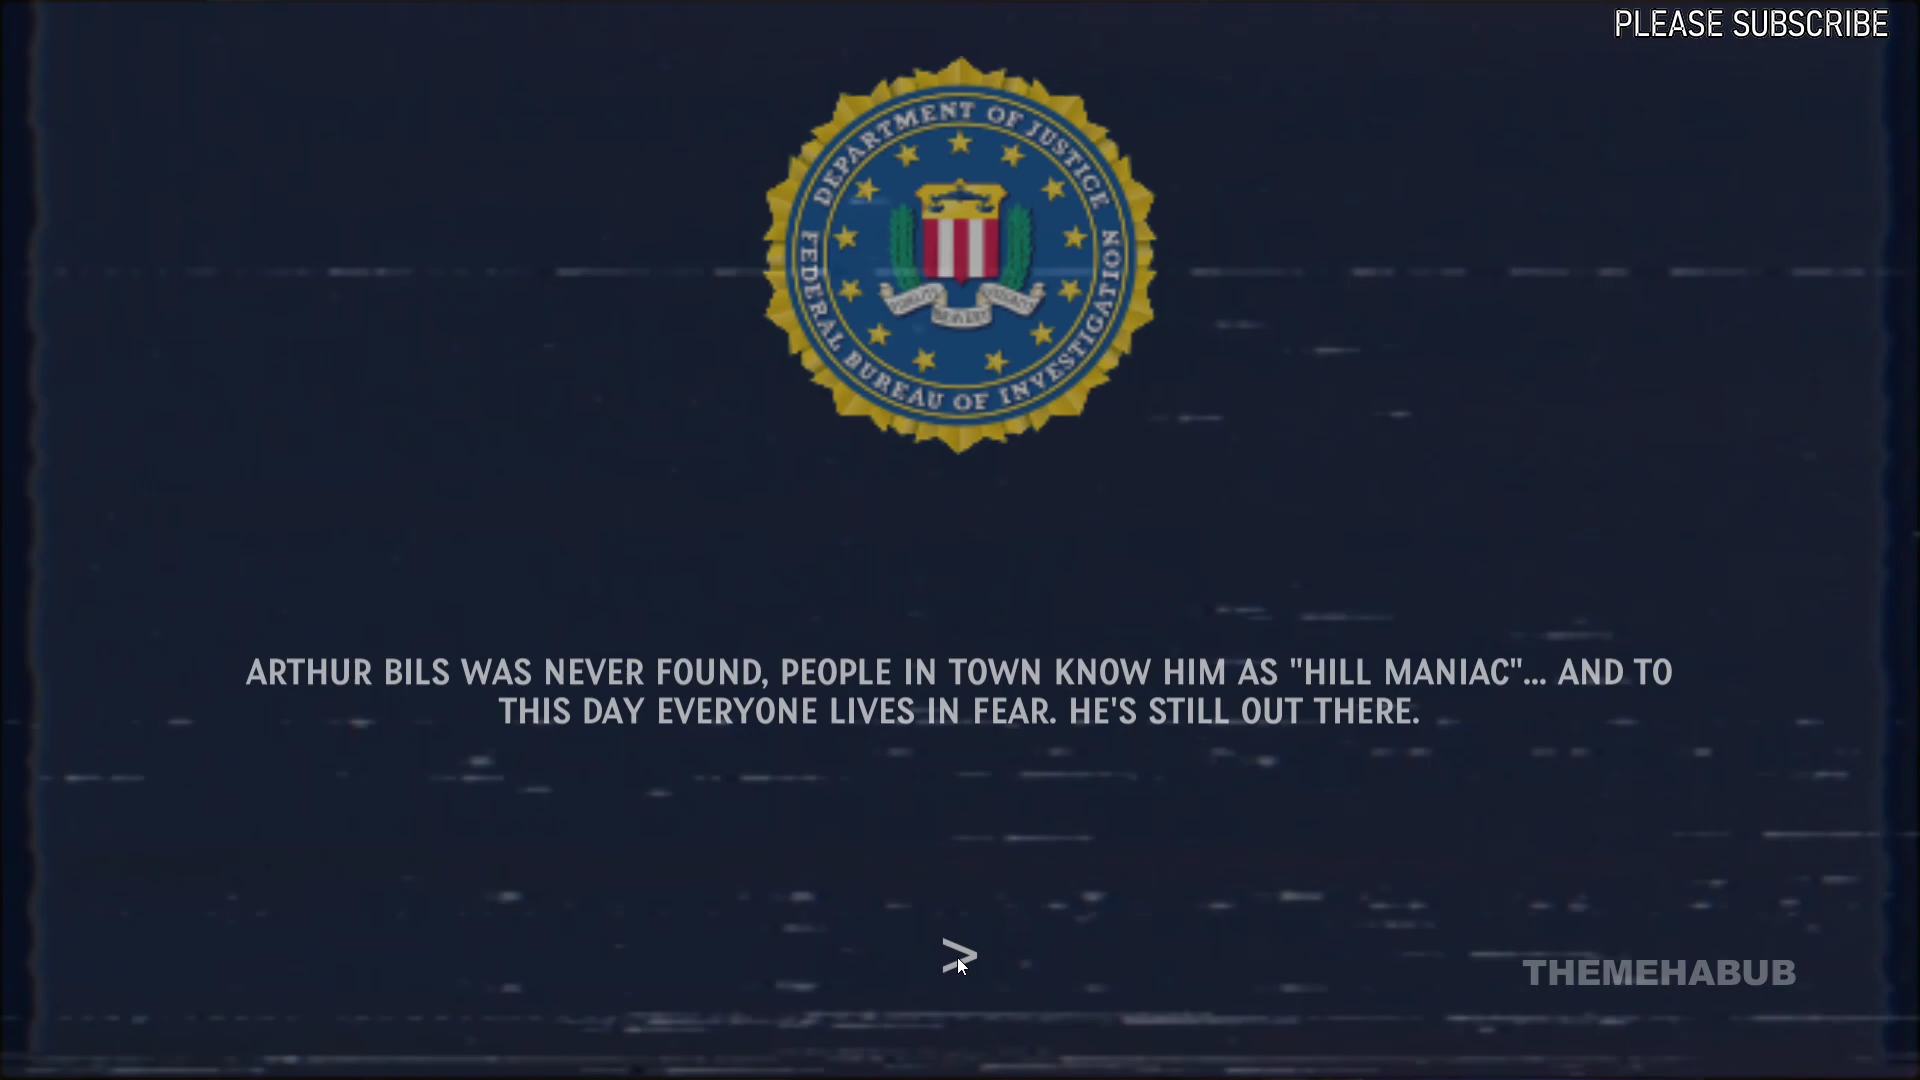 PLEASE SUBSCRIBE
DEPARTMENT OF JUSTICE
FEDERAL BUREAU OF INVESTIGATION
ARTHUR BILS WAS NEVER FOUND, PEOPLE IN TOWN KNOW HIM AS "HILL MANIAC"... AND TO
THIS DAY EVERYONE LIVES IN FEAR. HE'S STILL OUT THERE.
>
THEMEHABUB